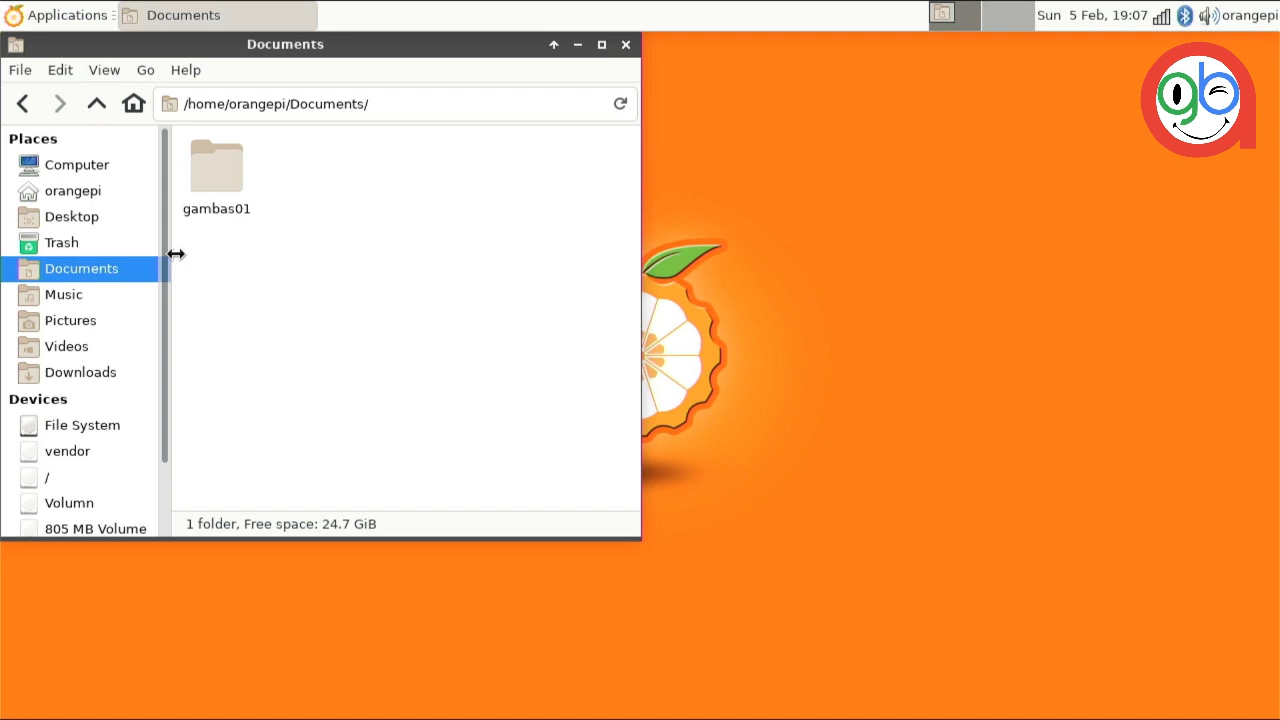 Applications
Documents
Sun 5 Feb, 19:07
orangepi
Documents
File Edit View Go Help
/home/orangepi/Documents/
Places
Computer
orangepi
Desktop
Trash
Documents
Music
Pictures
Videos
Downloads
Devices
File System
vendor
/
Volumn
805 MB Volume
gambas01
1 folder, Free space: 24.7 GiB
gb